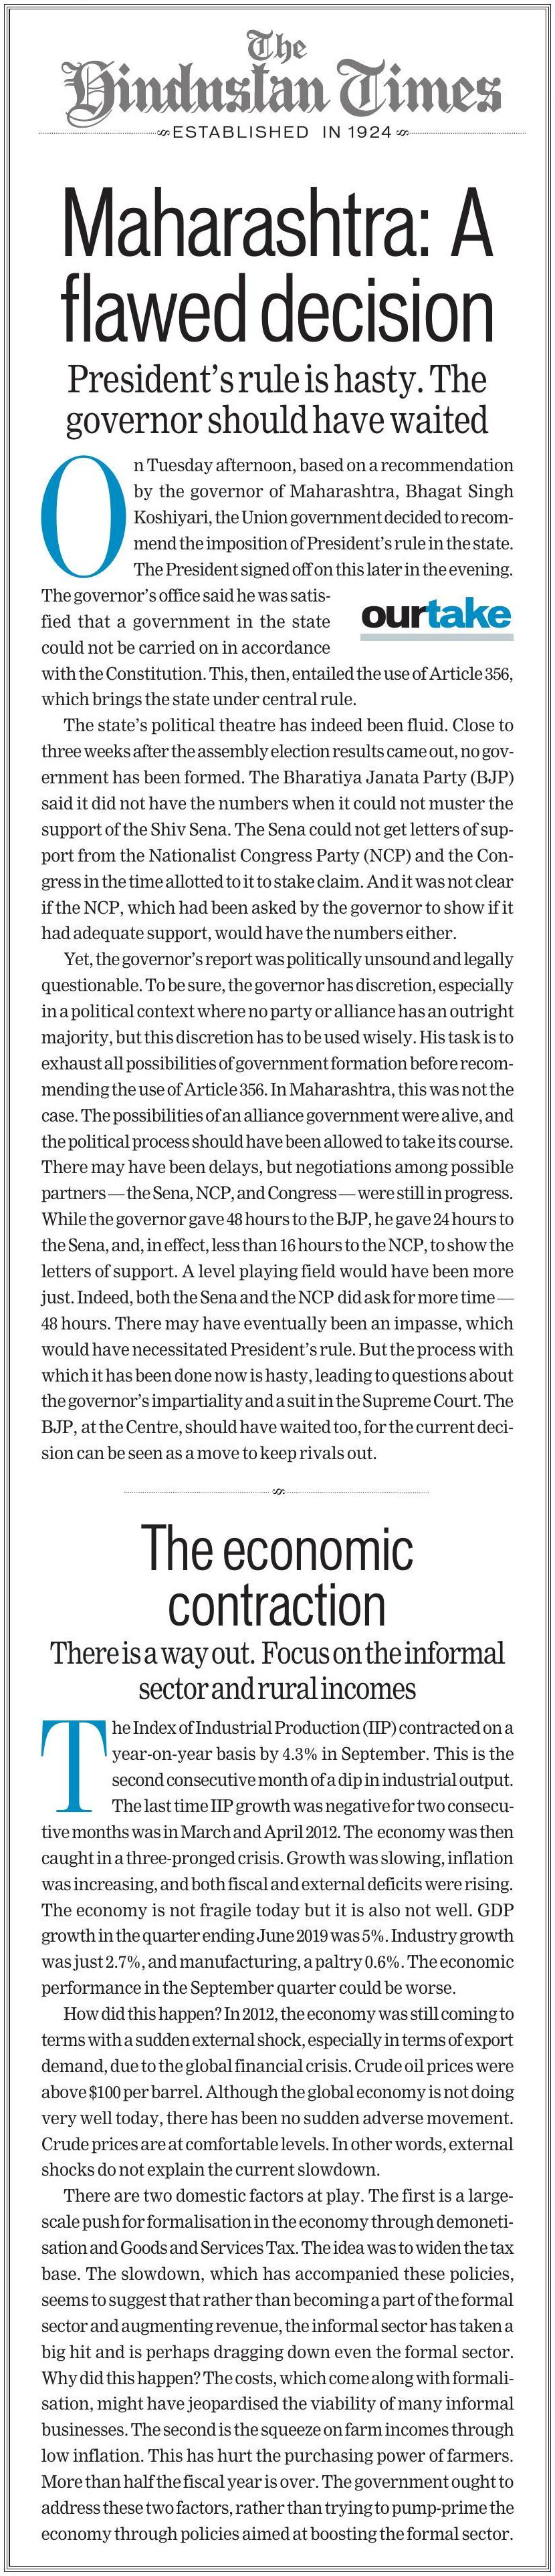 The
Hindustan Times
ESTABLISHED IN 1924
Maharashtra: A
flawed decision
President's rule is hasty. The
governor should have waited
On Tuesday afternoon, based on a recommendation
by the governor of Maharashtra, Bhagat Singh
Koshiyari, the Union government decided to recom-
mend the imposition of President's rule in the state.
The President signed off on this later in the evening.
The governor's office said he was satis-
fied that a government in the state
could not be carried on in accordance
ourtake
with the Constitution. This, then, entailed the use of Article 356,
which brings the state under central rule.
The state's political theatre has indeed been fluid. Close to
three weeks after the assembly election results came out, no gov-
ernment has been formed. The Bharatiya Janata Party (BJP)
said it did not have the numbers when it could not muster the
support of the Shiv Sena. The Sena could not get letters of sup-
port from the Nationalist Congress Party (NCP) and the Con-
gress in the time allotted to it to stake claim. And it was not clear
if the NCP, which had been asked by the governor to show if it
had adequate support, would have the numbers either.
Yet, the governor's report was politically unsound and legally
questionable. To be sure, the governor has discretion, especially
in a political context where no party or alliance has an outright
majority, but this discretion has to be used wisely. His task is to
exhaust all possibilities of government formation before recom-
mending the use of Article 356. In Maharashtra, this was not the
case. The possibilities of an alliance government were alive, and
the political process should have been allowed to take its course.
There may have been delays, but negotiations among possible
partners — the Sena, NCP, and Congress — were still in progress.
While the governor gave 48 hours to the BJP, he gave 24 hours to
the Sena, and, in effect, less than 16 hours to the NCP, to show the
letters of support. A level playing field would have been more
just. Indeed, both the Sena and the NCP did ask for more time —
48 hours. There may have eventually been an impasse, which
would have necessitated President's rule. But the process with
which it has been done now is hasty, leading to questions about
the governor's impartiality and a suit in the Supreme Court. The
BJP, at the Centre, should have waited too, for the current deci-
sion can be seen as a move to keep rivals out.
The economic
contraction
There is a way out. Focus on the informal
sector and rural incomes
The Index of Industrial Production (IIP) contracted on a
year-on-year basis by 4.3% in September. This is the
second consecutive month of a dip in industrial output.
The last time IIP growth was negative for two consecu-
tive months was in March and April 2012. The economy was then
caught in a three-pronged crisis. Growth was slowing, inflation
was increasing, and both fiscal and external deficits were rising.
The economy is not fragile today but it is also not well. GDP
growth in the quarter ending June 2019 was 5%. Industry growth
was just 2.7%, and manufacturing, a paltry 0.6%. The economic
performance in the September quarter could be worse.
How did this happen? In 2012, the economy was still coming to
terms with a sudden external shock, especially in terms of export
demand, due to the global financial crisis. Crude oil prices were
above $100 per barrel. Although the global economy is not doing
very well today, there has been no sudden adverse movement.
Crude prices are at comfortable levels. In other words, external
shocks do not explain the current slowdown.
There are two domestic factors at play. The first is a large-
scale push for formalisation in the economy through demoneti-
sation and Goods and Services Tax. The idea was to widen the tax
base. The slowdown, which has accompanied these policies,
seems to suggest that rather than becoming a part of the formal
sector and augmenting revenue, the informal sector has taken a
big hit and is perhaps dragging down even the formal sector.
Why did this happen? The costs, which come along with formali-
sation, might have jeopardised the viability of many informal
businesses. The second is the squeeze on farm incomes through
low inflation. This has hurt the purchasing power of farmers.
More than half the fiscal year is over. The government ought to
address these two factors, rather than trying to pump-prime the
economy through policies aimed at boosting the formal sector.